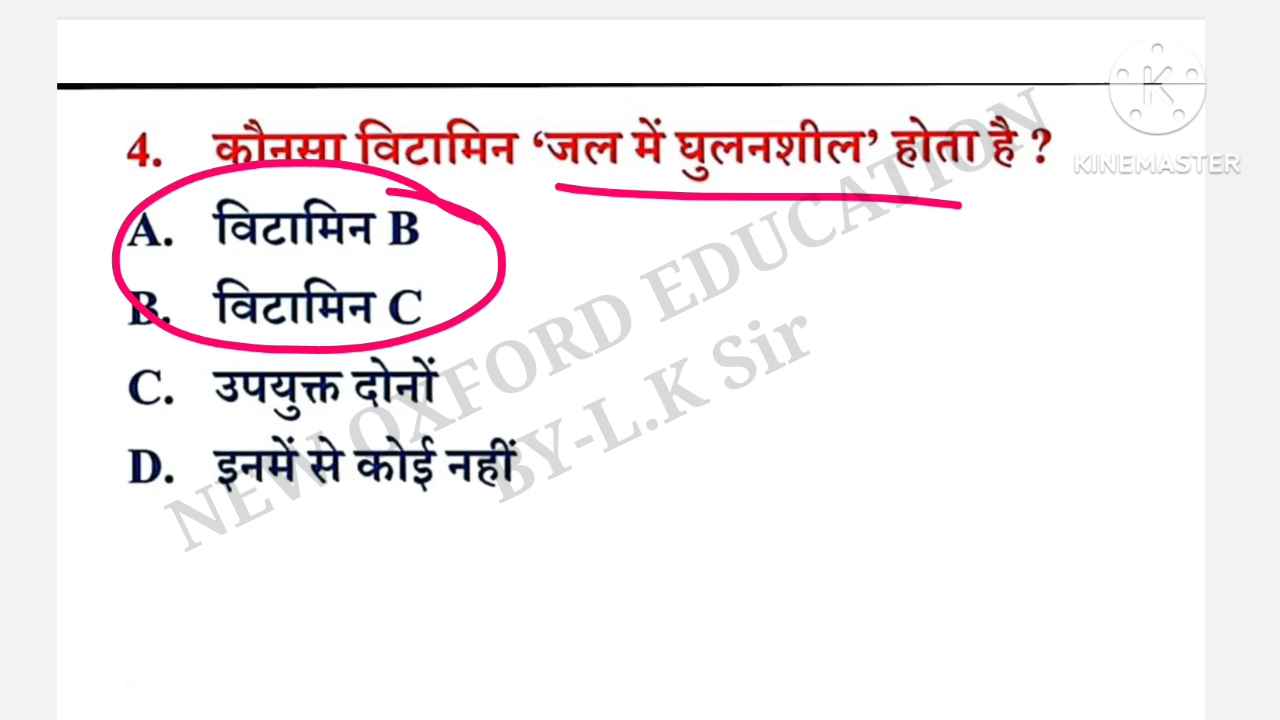 KINEMASTER
4. कौनसा विटामिन ‘जल में घुलनशील’ होता है ?
A. विटामिन B
B. विटामिन C
C. उपयुक्त दोनों
D. इनमें से कोई नहीं
NEW OXFORD EDUCATION
BY-L.K Sir